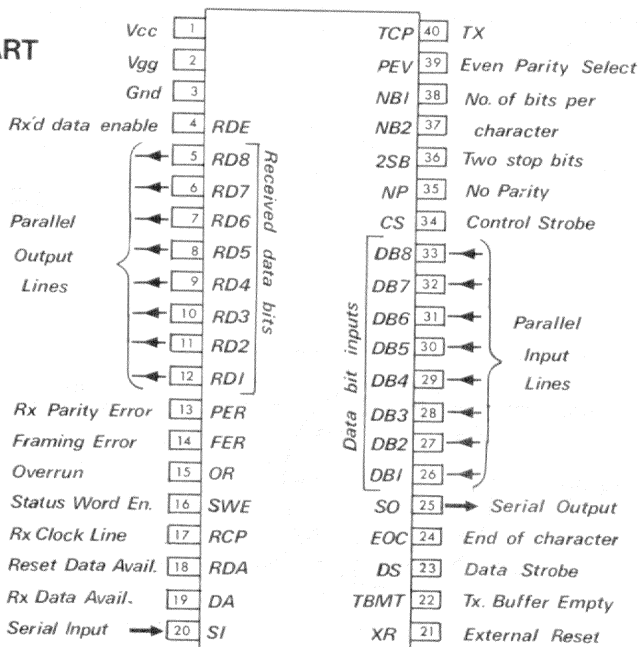 ART
Vcc 1 40 TCP TX
Vgg 2 39 PEV Even Parity Select
Gnd 3 38 NB1 No. of bits per
Rx'd data enable 4 RDE 37 NB2 character
5 RD8 36 2SB Two stop bits
6 RD7 35 NP No Parity
Parallel 7 RD6 34 CS Control Strobe
Output 8 RD5 33 DB8
Lines 9 RD4 32 DB7
10 RD3 31 DB6 Parallel
11 RD2 30 DB5 Input
12 RD1 29 DB4 Lines
Received data bits
Data bit inputs
Rx Parity Error 13 PER 28 DB3
Framing Error 14 FER 27 DB2
Overrun 15 OR 26 DB1
Status Word En. 16 SWE 25 SO Serial Output
Rx Clock Line 17 RCP 24 EOC End of character
Reset Data Avail. 18 RDA 23 DS Data Strobe
Rx Data Avail. 19 DA 22 TBMT Tx. Buffer Empty
Serial Input 20 SI 21 XR External Reset